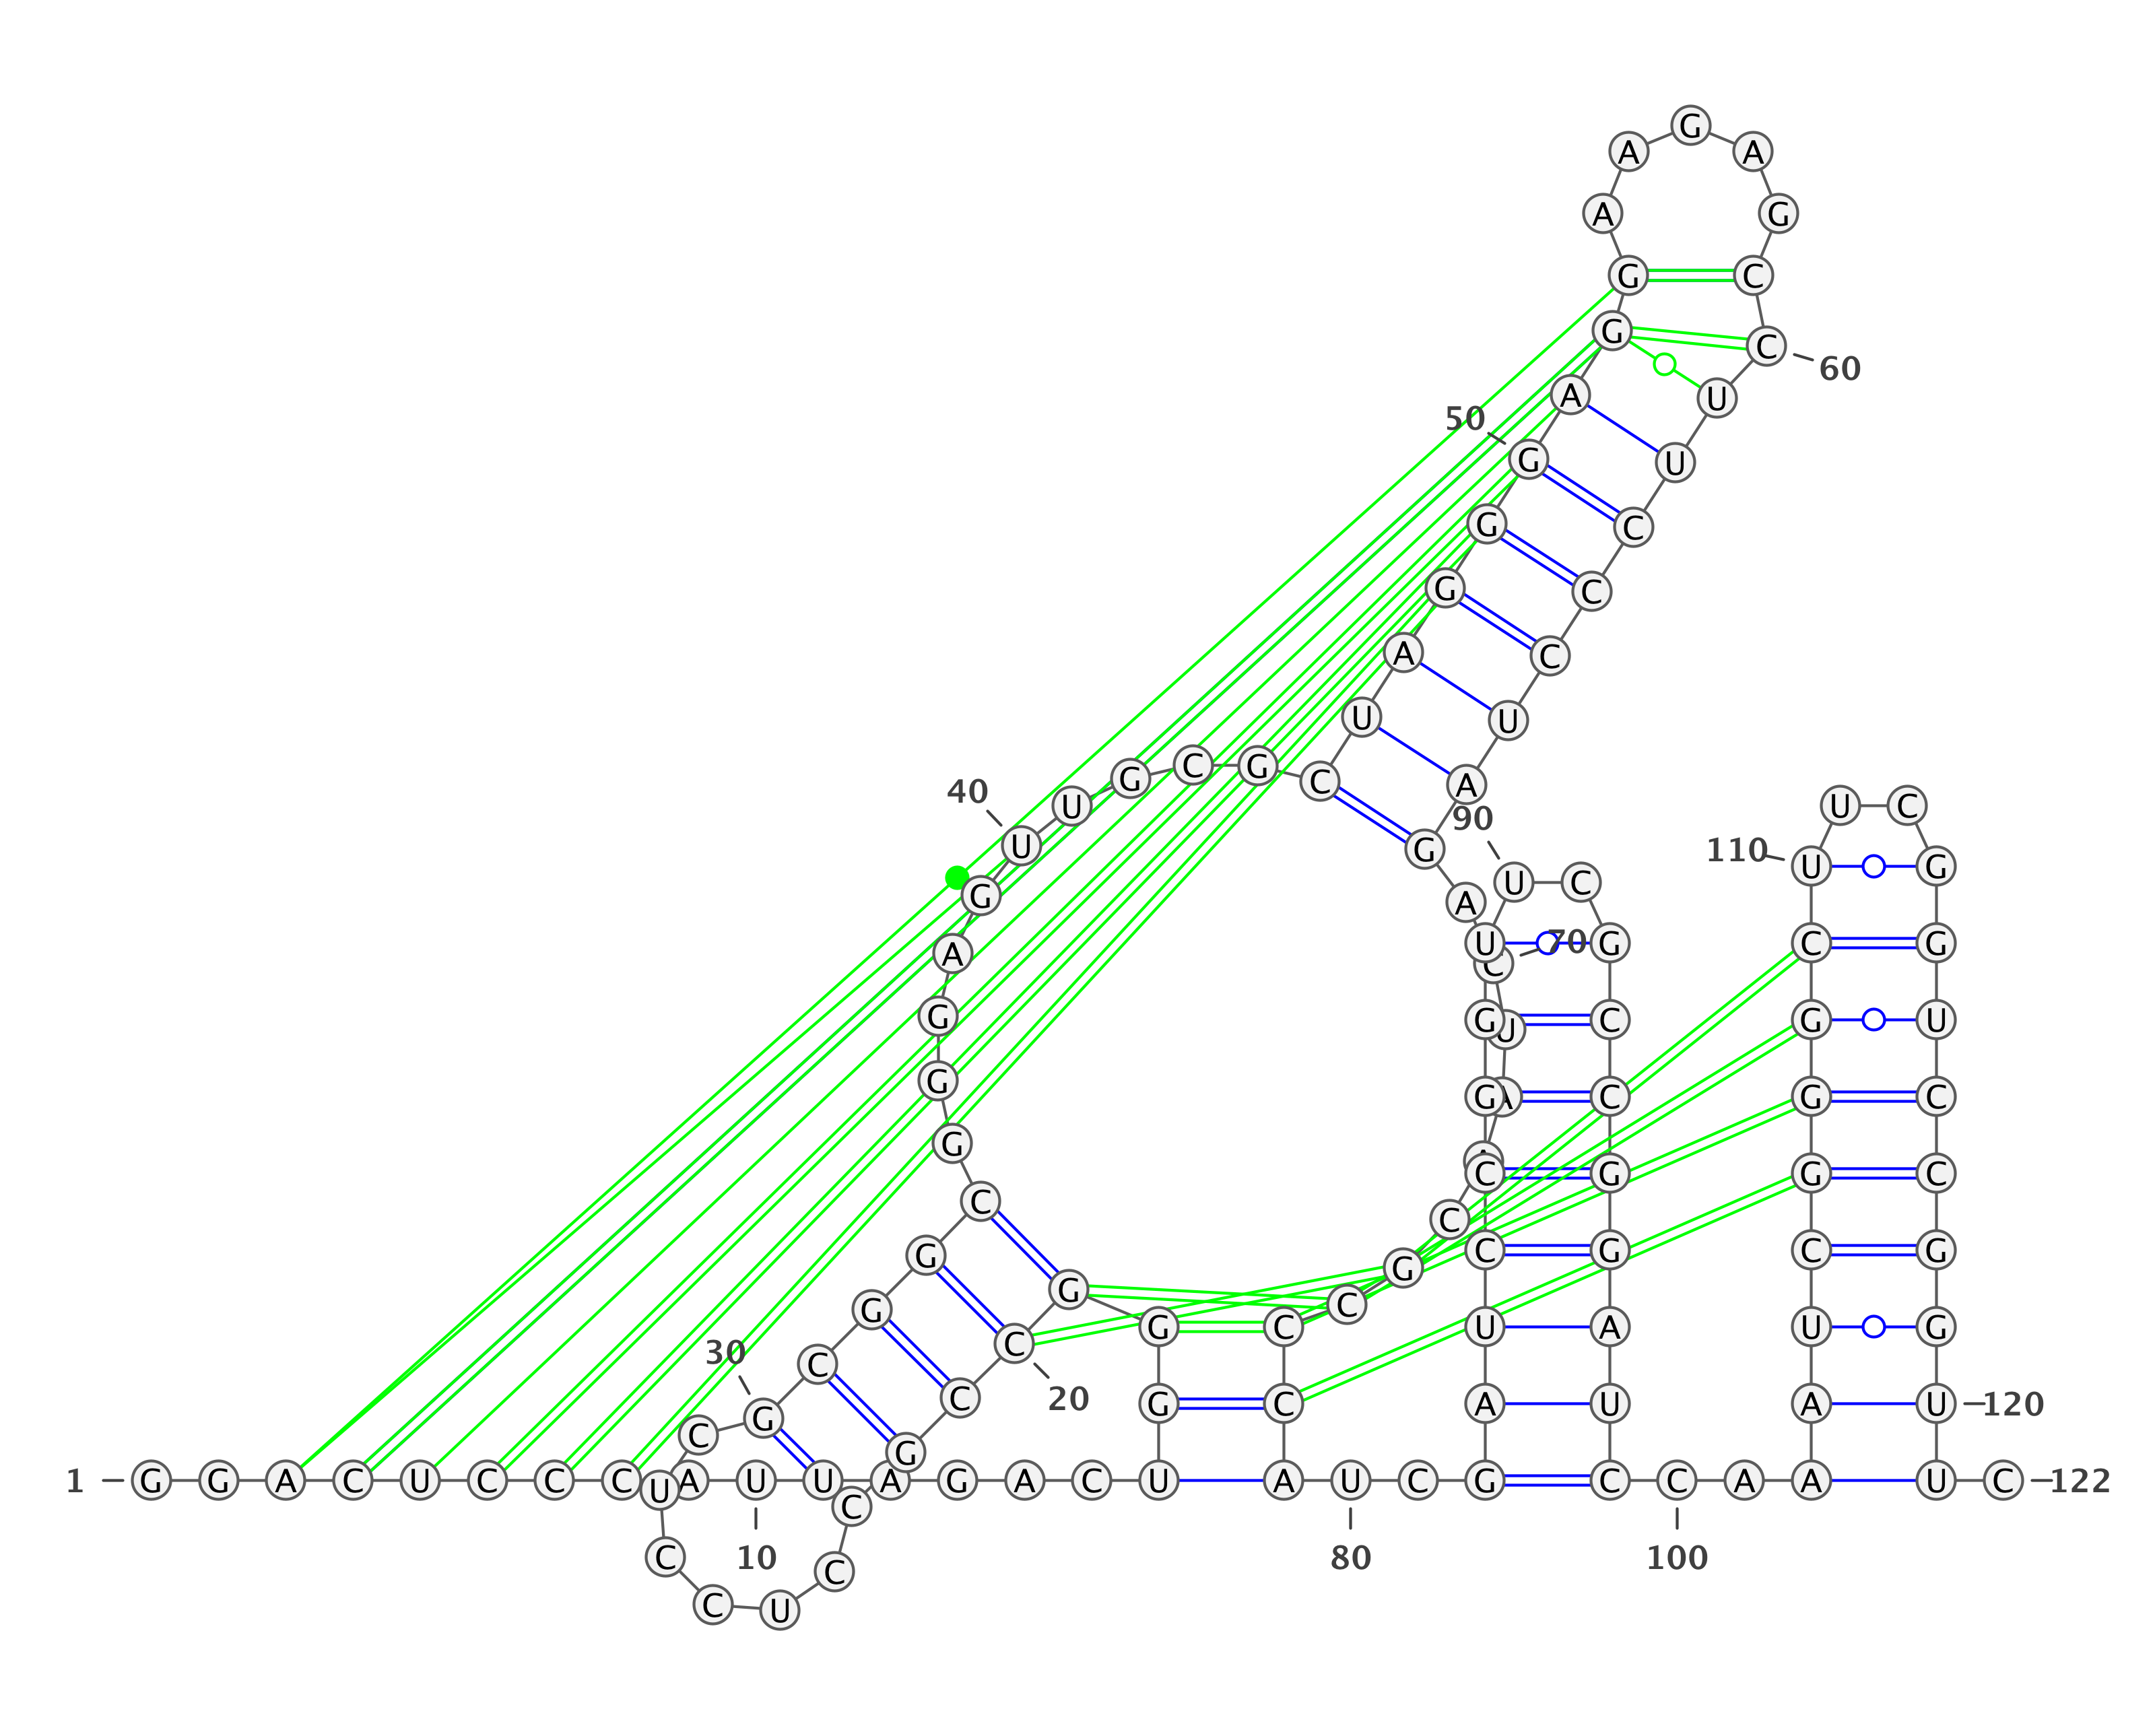 G
A A
A G
G C
G C
60
A U
50
G U
G C
G C
A C
U U
G C G C A
40 U U C
90
U G 110 U G
G A U C
A U C 70 G C G
G G U C G U
G G A C G C
G A C G G C
C C
G C G C G
G G C G
G C U A U G
30 C C
C 20 G C A U A U 120
C G G
1 G G A C U C C C U A U U A G A C U A U C G C C A A A U C 122
C
C 10 C 80 100
C U